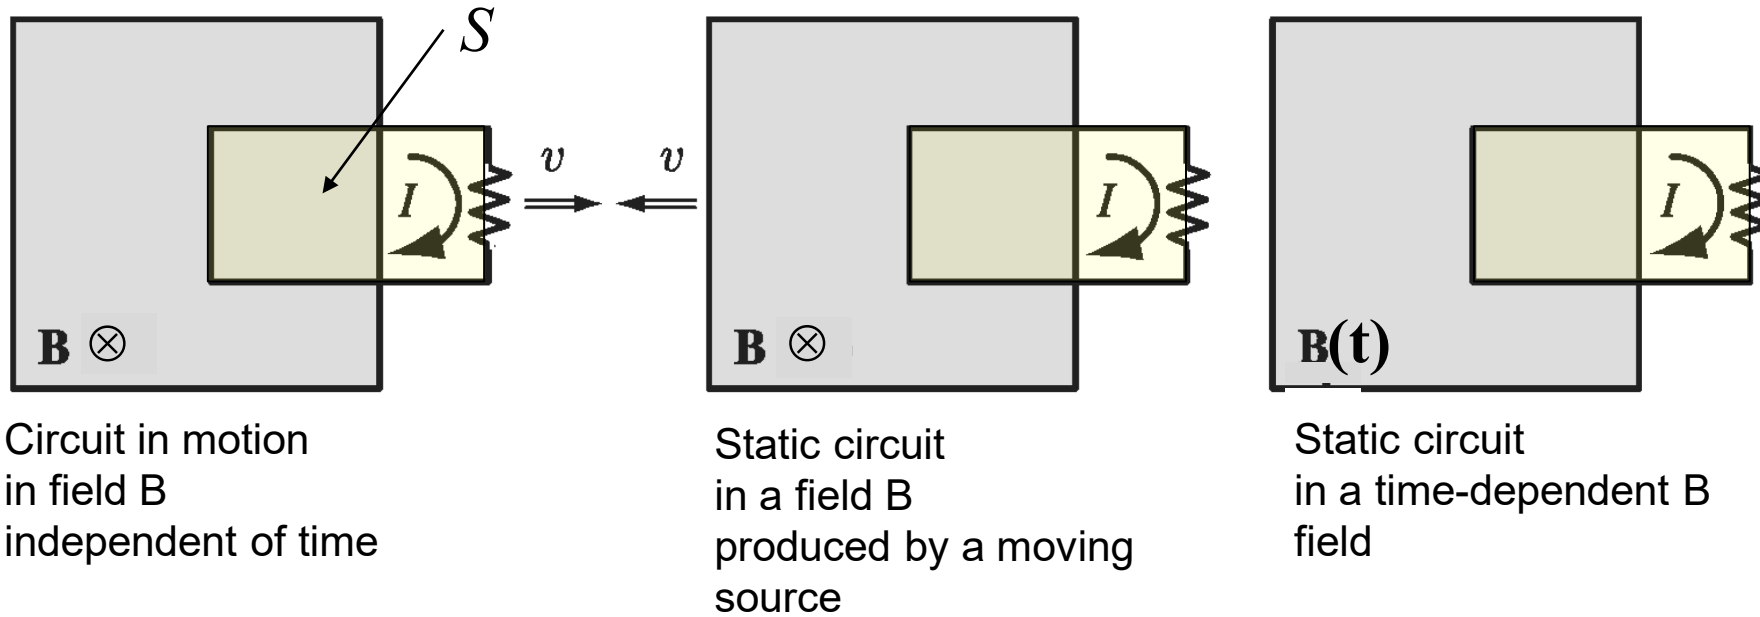 S
v
v
I
I
I
B ⊗
B ⊗
B(t)
Circuit in motion
in field B
independent of time
Static circuit
in a field B
produced by a moving
source
Static circuit
in a time-dependent B
field